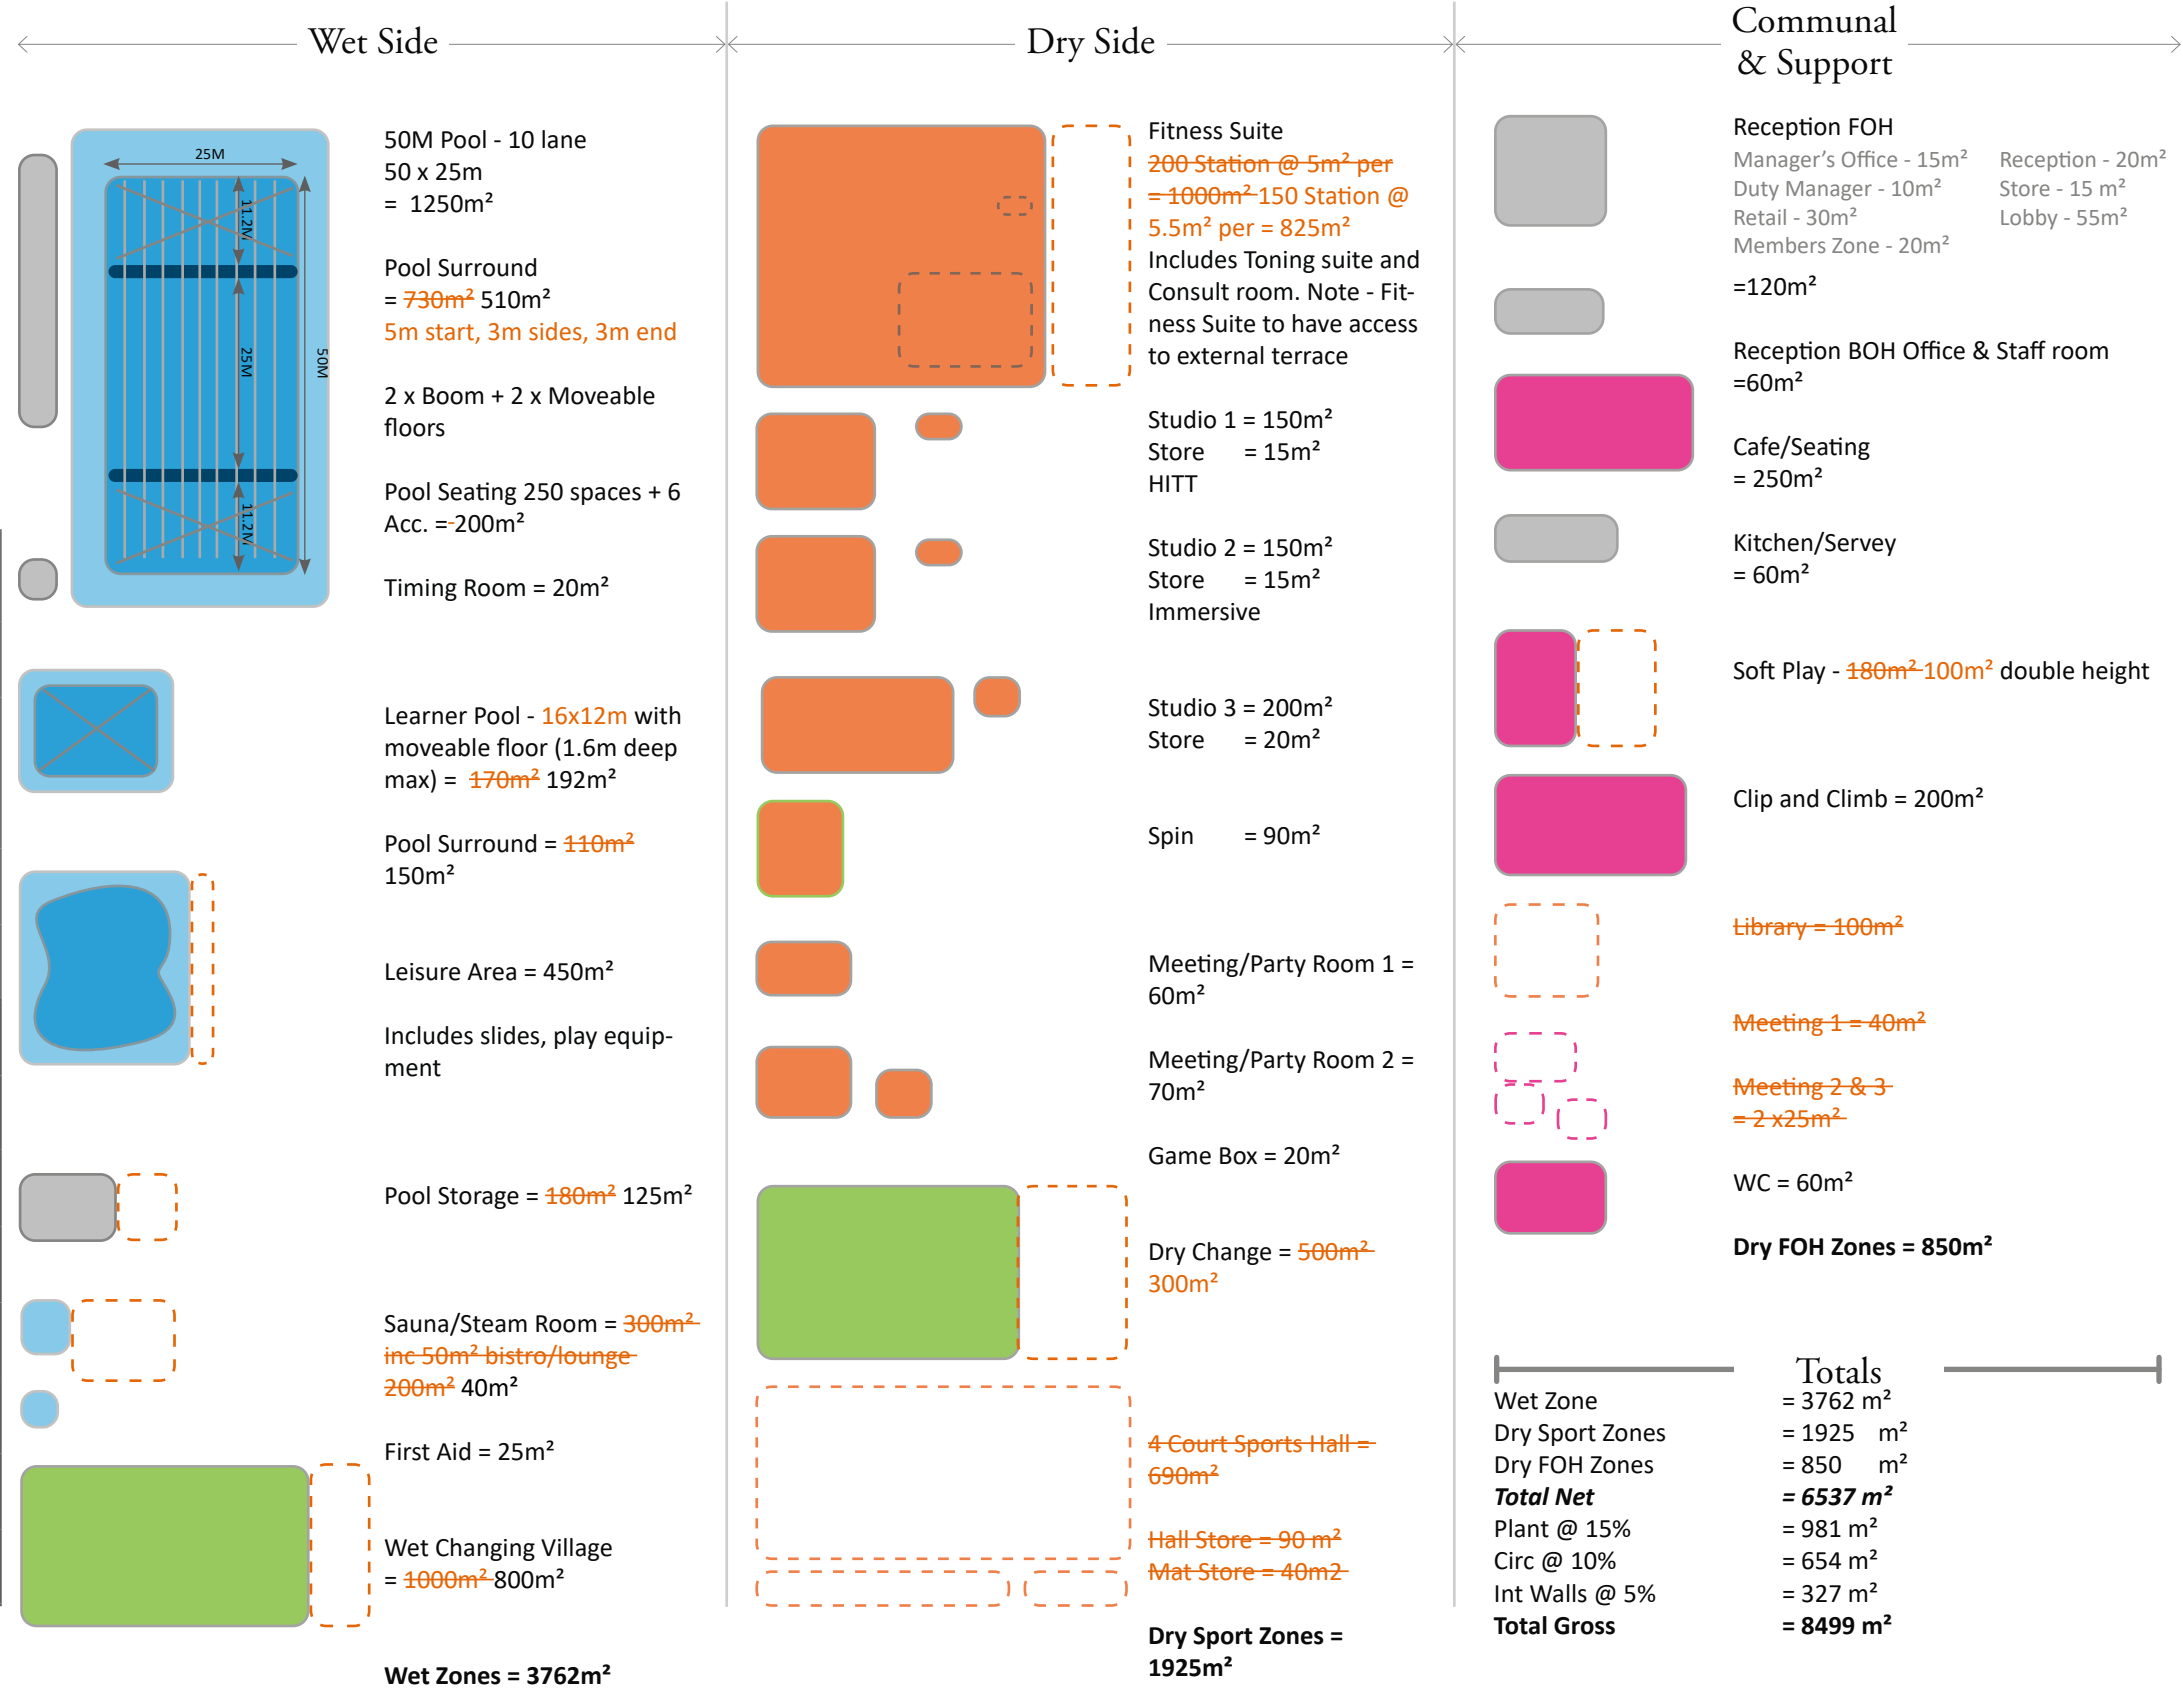 Wet Side
25M
11.2M
25M
50M
11.2M
50M Pool - 10 lane
50 x 25m
= 1250m²
Pool Surround
= 730m² 510m²
5m start, 3m sides, 3m end
2 x Boom + 2 x Moveable
floors
Pool Seating 250 spaces + 6
Acc. =-200m²
Timing Room = 20m²
Learner Pool - 16x12m with
moveable floor (1.6m deep
max) = 170m² 192m²
Pool Surround = 110m²
150m²
Leisure Area = 450m²
Includes slides, play equip-
ment
Pool Storage = 180m² 125m²
Sauna/Steam Room = 300m²
inc 50m² bistro/lounge
200m² 40m²
First Aid = 25m²
Wet Changing Village
= 1000m² 800m²
Wet Zones = 3762m²
Dry Side
Fitness Suite
200 Station @ 5m² per
= 1000m² 150 Station @
5.5m² per = 825m²
Includes Toning suite and
Consult room. Note - Fit-
ness Suite to have access
to external terrace
Studio 1 = 150m²
Store = 15m²
HITT
Studio 2 = 150m²
Store = 15m²
Immersive
Studio 3 = 200m²
Store = 20m²
Spin = 90m²
Meeting/Party Room 1 =
60m²
Meeting/Party Room 2 =
70m²
Game Box = 20m²
Dry Change = 500m²
300m²
4 Court Sports Hall =
690m²
Hall Store = 90 m²
Mat Store = 40m2
Dry Sport Zones =
1925m²
Communal
& Support
Reception FOH
Manager's Office - 15m² Reception - 20m²
Duty Manager - 10m² Store - 15 m²
Retail - 30m² Lobby - 55m²
Members Zone - 20m²
=120m²
Reception BOH Office & Staff room
=60m²
Cafe/Seating
= 250m²
Kitchen/Servey
= 60m²
Soft Play - 180m² 100m² double height
Clip and Climb = 200m²
Library = 100m²
Meeting 1 = 40m²
Meeting 2 & 3
= 2 x25m²
WC = 60m²
Dry FOH Zones = 850m²
Totals
Wet Zone = 3762 m²
Dry Sport Zones = 1925 m²
Dry FOH Zones = 850 m²
Total Net = 6537 m²
Plant @ 15% = 981 m²
Circ @ 10% = 654 m²
Int Walls @ 5% = 327 m²
Total Gross = 8499 m²